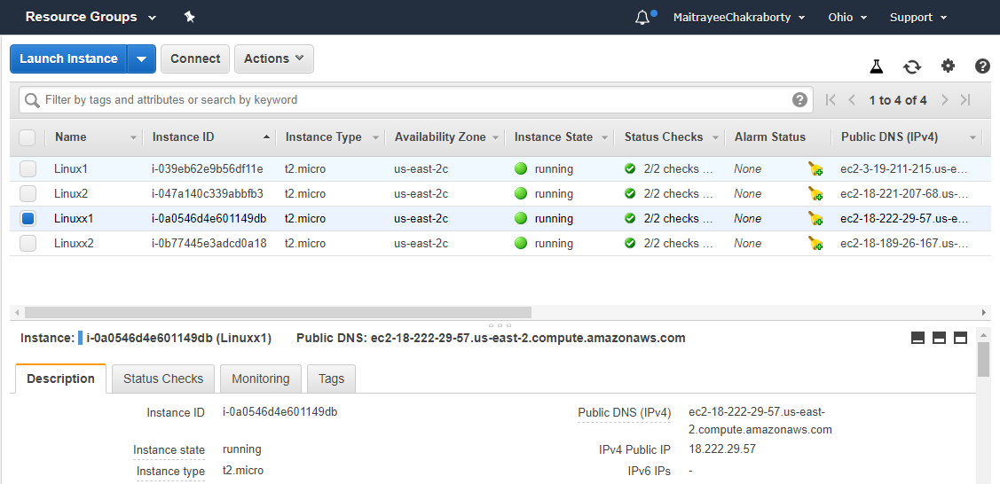 Resource Groups MaitrayeeChakraborty Ohio Support
Launch Instance Connect Actions
Filter by tags and attributes or search by keyword 1 to 4 of 4
Name Instance ID Instance Type Availability Zone Instance State Status Checks Alarm Status Public DNS (IPv4)
Linux1 i-039eb62e9b56df11e t2.micro us-east-2c running 2/2 checks ... None ec2-3-19-211-215.us-e...
Linux2 i-047a140c339abbfb3 t2.micro us-east-2c running 2/2 checks ... None ec2-18-221-207-68.us-...
Linuxx1 i-0a0546d4e601149db t2.micro us-east-2c running 2/2 checks ... None ec2-18-222-29-57.us-e...
Linuxx2 i-0b77445e3adcd0a18 t2.micro us-east-2c running 2/2 checks ... None ec2-18-189-26-167.us-...
Instance: i-0a0546d4e601149db (Linuxx1) Public DNS: ec2-18-222-29-57.us-east-2.compute.amazonaws.com
Description Status Checks Monitoring Tags
Instance ID i-0a0546d4e601149db Public DNS (IPv4) ec2-18-222-29-57.us-east-
2.compute.amazonaws.com
Instance state running IPv4 Public IP 18.222.29.57
Instance type t2.micro IPv6 IPs -